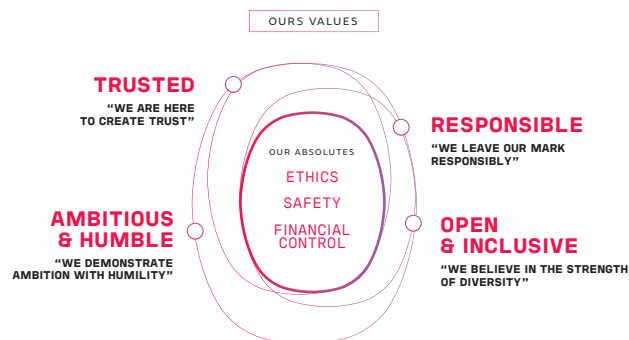 OURS VALUES
TRUSTED
“WE ARE HERE
TO CREATE TRUST”
RESPONSIBLE
“WE LEAVE OUR MARK
RESPONSIBLY”
OUR ABSOLUTES
ETHICS
SAFETY
FINANCIAL
CONTROL
AMBITIOUS
& HUMBLE
“WE DEMONSTRATE
AMBITION WITH HUMILITY”
OPEN
& INCLUSIVE
“WE BELIEVE IN THE STRENGTH
OF DIVERSITY”